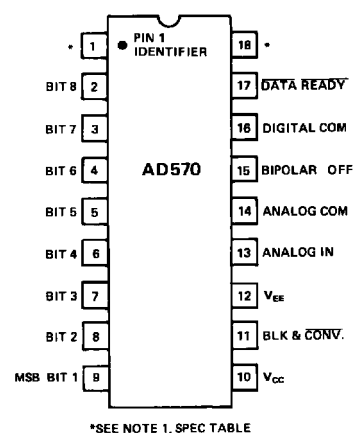 * 1 PIN 1 IDENTIFIER 18 *
BIT 8 2 17 DATA READY
BIT 7 3 16 DIGITAL COM
BIT 6 4 AD570 15 BIPOLAR OFF
BIT 5 5 14 ANALOG COM
BIT 4 6 13 ANALOG IN
BIT 3 7 12 VEE
BIT 2 8 11 BLK & CONV.
MSB BIT 1 9 10 VCC
*SEE NOTE 1, SPEC TABLE